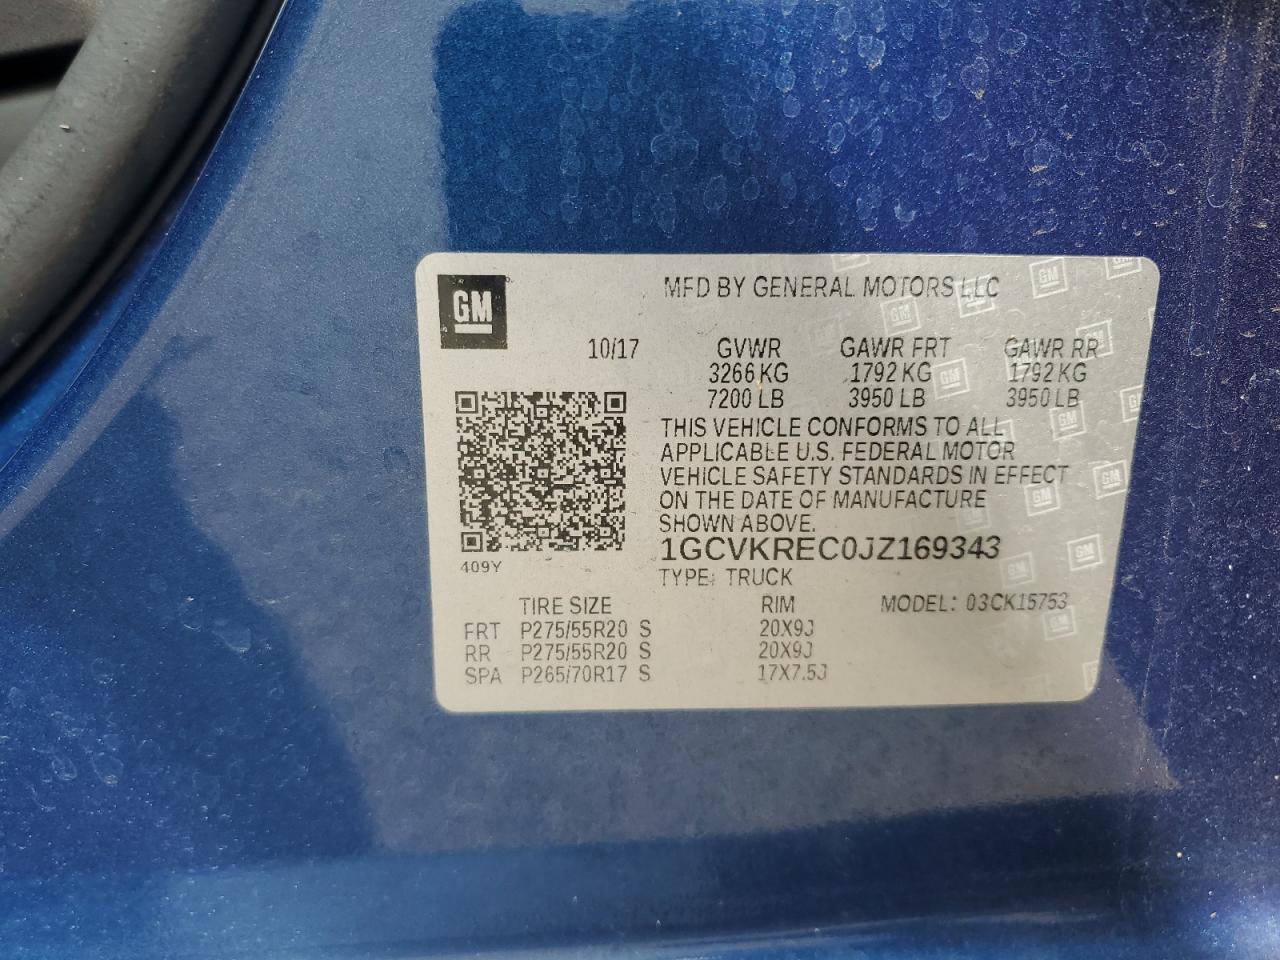 GM
MFD BY GENERAL MOTORS LLC
10/17 GVWR GAWR FRT GAWR RR
3266 KG 1792 KG 1792 KG
7200 LB 3950 LB 3950 LB
THIS VEHICLE CONFORMS TO ALL
APPLICABLE U.S. FEDERAL MOTOR
VEHICLE SAFETY STANDARDS IN EFFECT
ON THE DATE OF MANUFACTURE
SHOWN ABOVE.
1GCVKREC0JZ169343
409Y
TYPE: TRUCK
TIRE SIZE RIM MODEL: 03CK15753
FRT P275/55R20 S 20X9J
RR P275/55R20 S 20X9J
SPA P265/70R17 S 17X7.5J